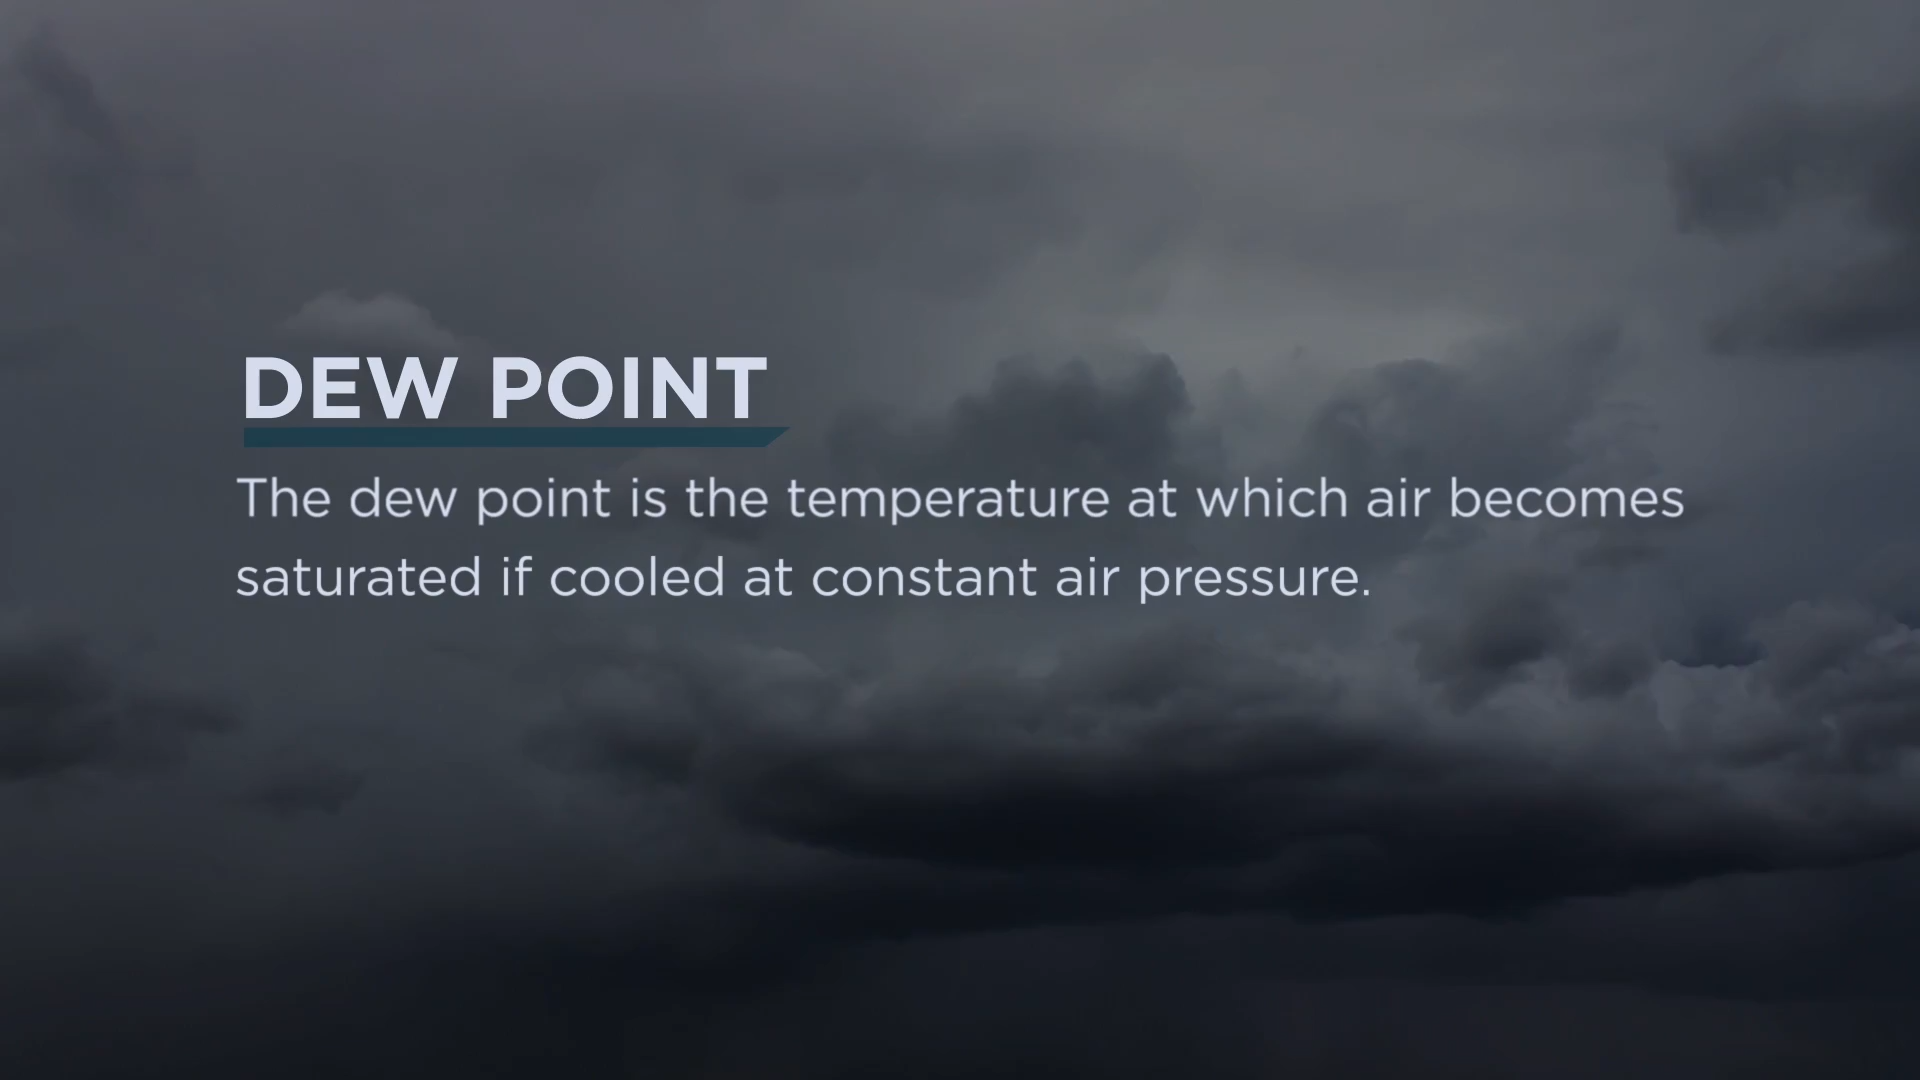 DEW POINT
The dew point is the temperature at which air becomes
saturated if cooled at constant air pressure.